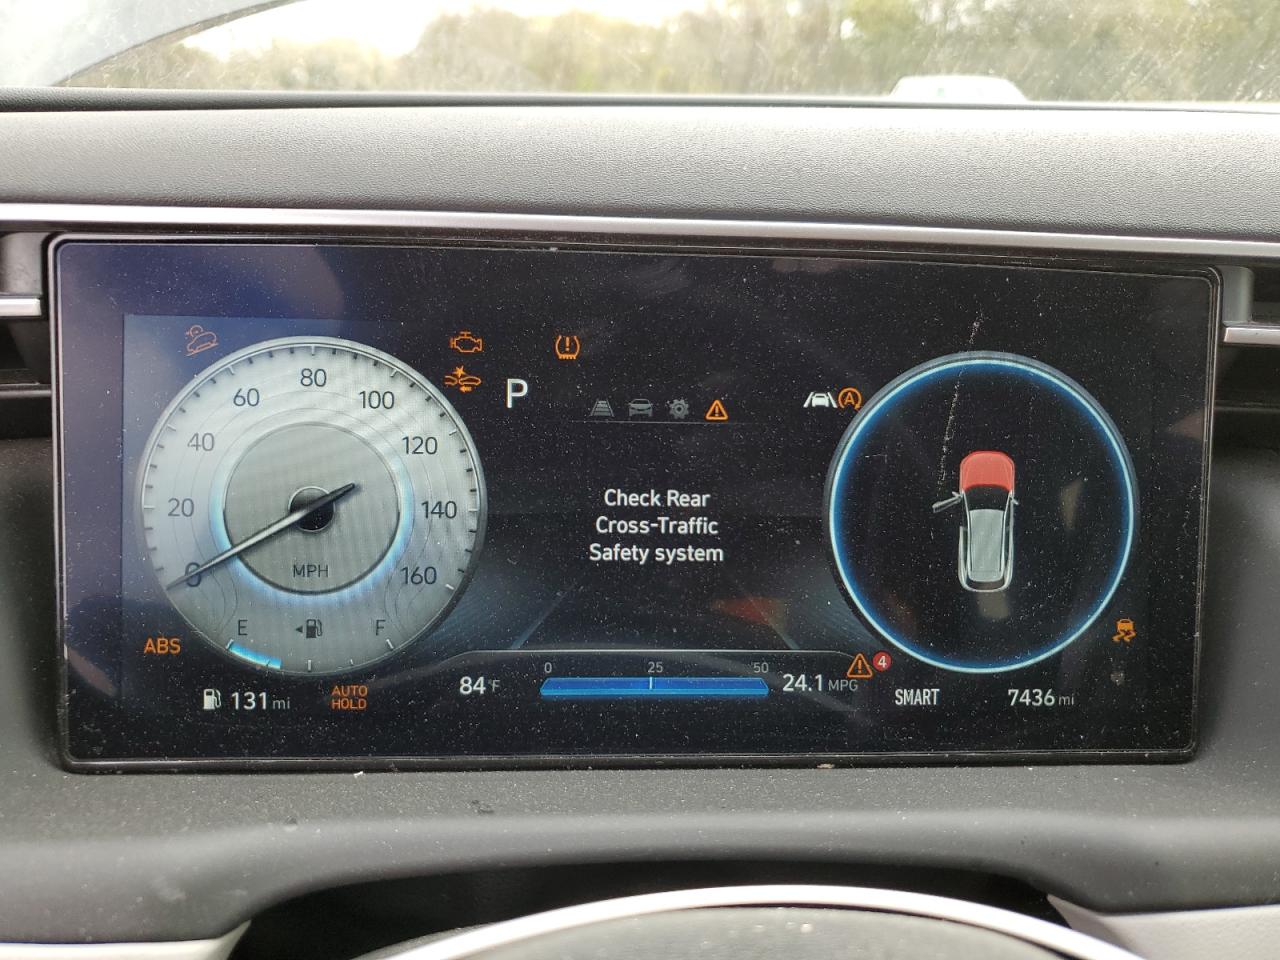 80
60
100
40
120
20
140
0
160
MPH
E
F
ABS
131 mi
AUTO
HOLD
P
A
Check Rear
Cross-Traffic
Safety system
0
25
50
84°F
24.1 MPG
4
SMART
7436 mi